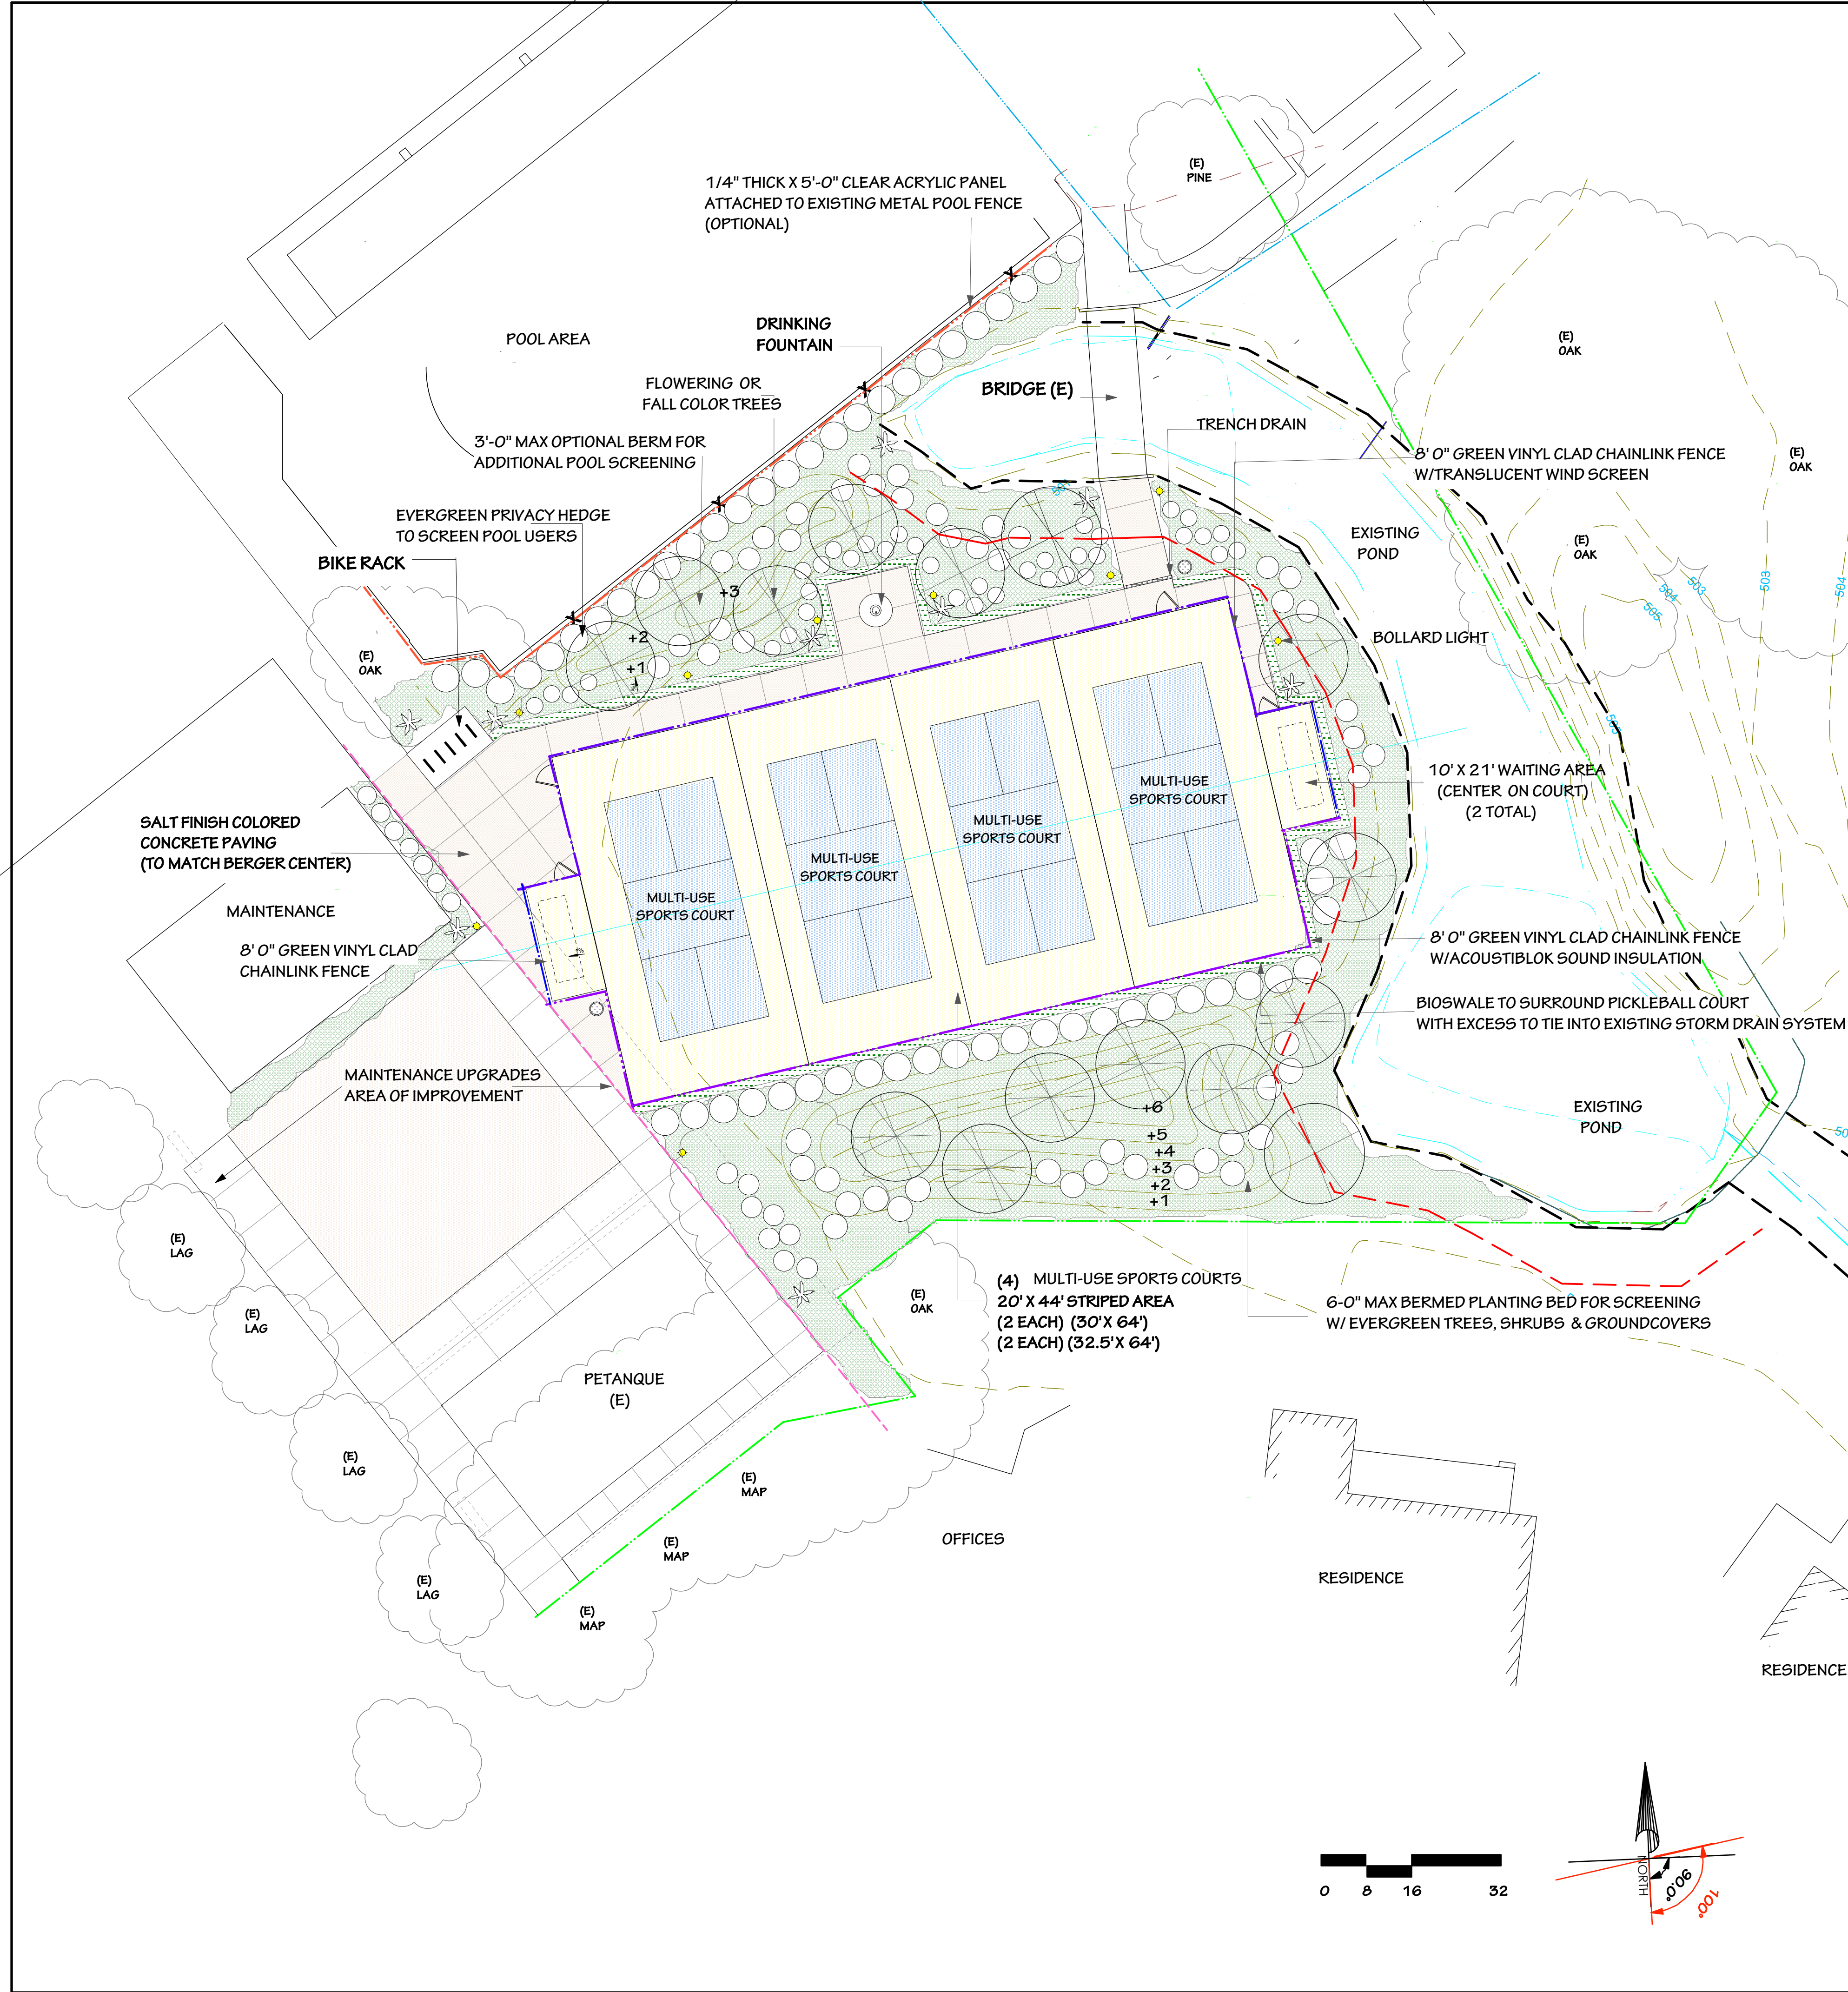 (E)
PINE
1/4" THICK X 5'-0" CLEAR ACRYLIC PANEL
ATTACHED TO EXISTING METAL POOL FENCE
(OPTIONAL)
POOL AREA
DRINKING
FOUNTAIN
(E)
OAK
FLOWERING OR
FALL COLOR TREES
BRIDGE (E)
TRENCH DRAIN
3'-0" MAX OPTIONAL BERM FOR
ADDITIONAL POOL SCREENING
8' 0" GREEN VINYL CLAD CHAINLINK FENCE
W/TRANSLUCENT WIND SCREEN
(E)
OAK
EVERGREEN PRIVACY HEDGE
TO SCREEN POOL USERS
BIKE RACK
EXISTING
POND
(E)
OAK
503
504
505
503
504
+3
+2
+1
(E)
OAK
BOLLARD LIGHT
MULTI-USE
SPORTS COURT
MULTI-USE
SPORTS COURT
MULTI-USE
SPORTS COURT
MULTI-USE
SPORTS COURT
10' X 21' WAITING AREA
(CENTER ON COURT)
(2 TOTAL)
SALT FINISH COLORED
CONCRETE PAVING
(TO MATCH BERGER CENTER)
MAINTENANCE
8' 0" GREEN VINYL CLAD
CHAINLINK FENCE
8' 0" GREEN VINYL CLAD CHAINLINK FENCE
W/ACOUSTIBLOK SOUND INSULATION
BIOSWALE TO SURROUND PICKLEBALL COURT
WITH EXCESS TO TIE INTO EXISTING STORM DRAIN SYSTEM
MAINTENANCE UPGRADES
AREA OF IMPROVEMENT
EXISTING
POND
+6
+5
+4
+3
+2
+1
(E)
LAG
(E)
LAG
(E)
OAK
(4) MULTI-USE SPORTS COURTS
20' X 44' STRIPED AREA
(2 EACH) (30'X 64')
(2 EACH) (32.5'X 64')
6-0" MAX BERMED PLANTING BED FOR SCREENING
W/ EVERGREEN TREES, SHRUBS & GROUNDCOVERS
PETANQUE
(E)
(E)
LAG
(E)
MAP
(E)
MAP
OFFICES
(E)
LAG
(E)
MAP
RESIDENCE
RESIDENCE
0 8 16 32
NORTH
90.0°
100°